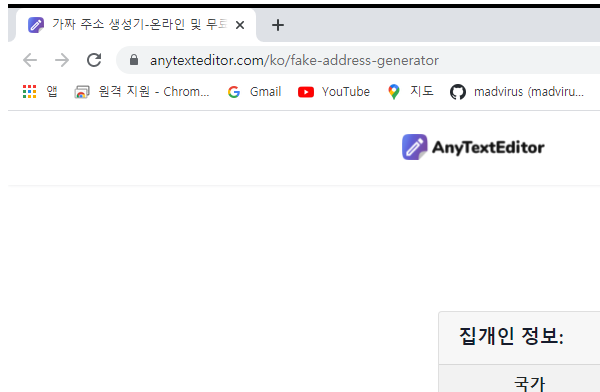 가짜 주소 생성기-온라인 및 무료
anytexteditor.com/ko/fake-address-generator
앱 원격 지원 - Chrom... Gmail YouTube 지도 madvirus (madviru...
AnyTextEditor
집개인 정보:
국가